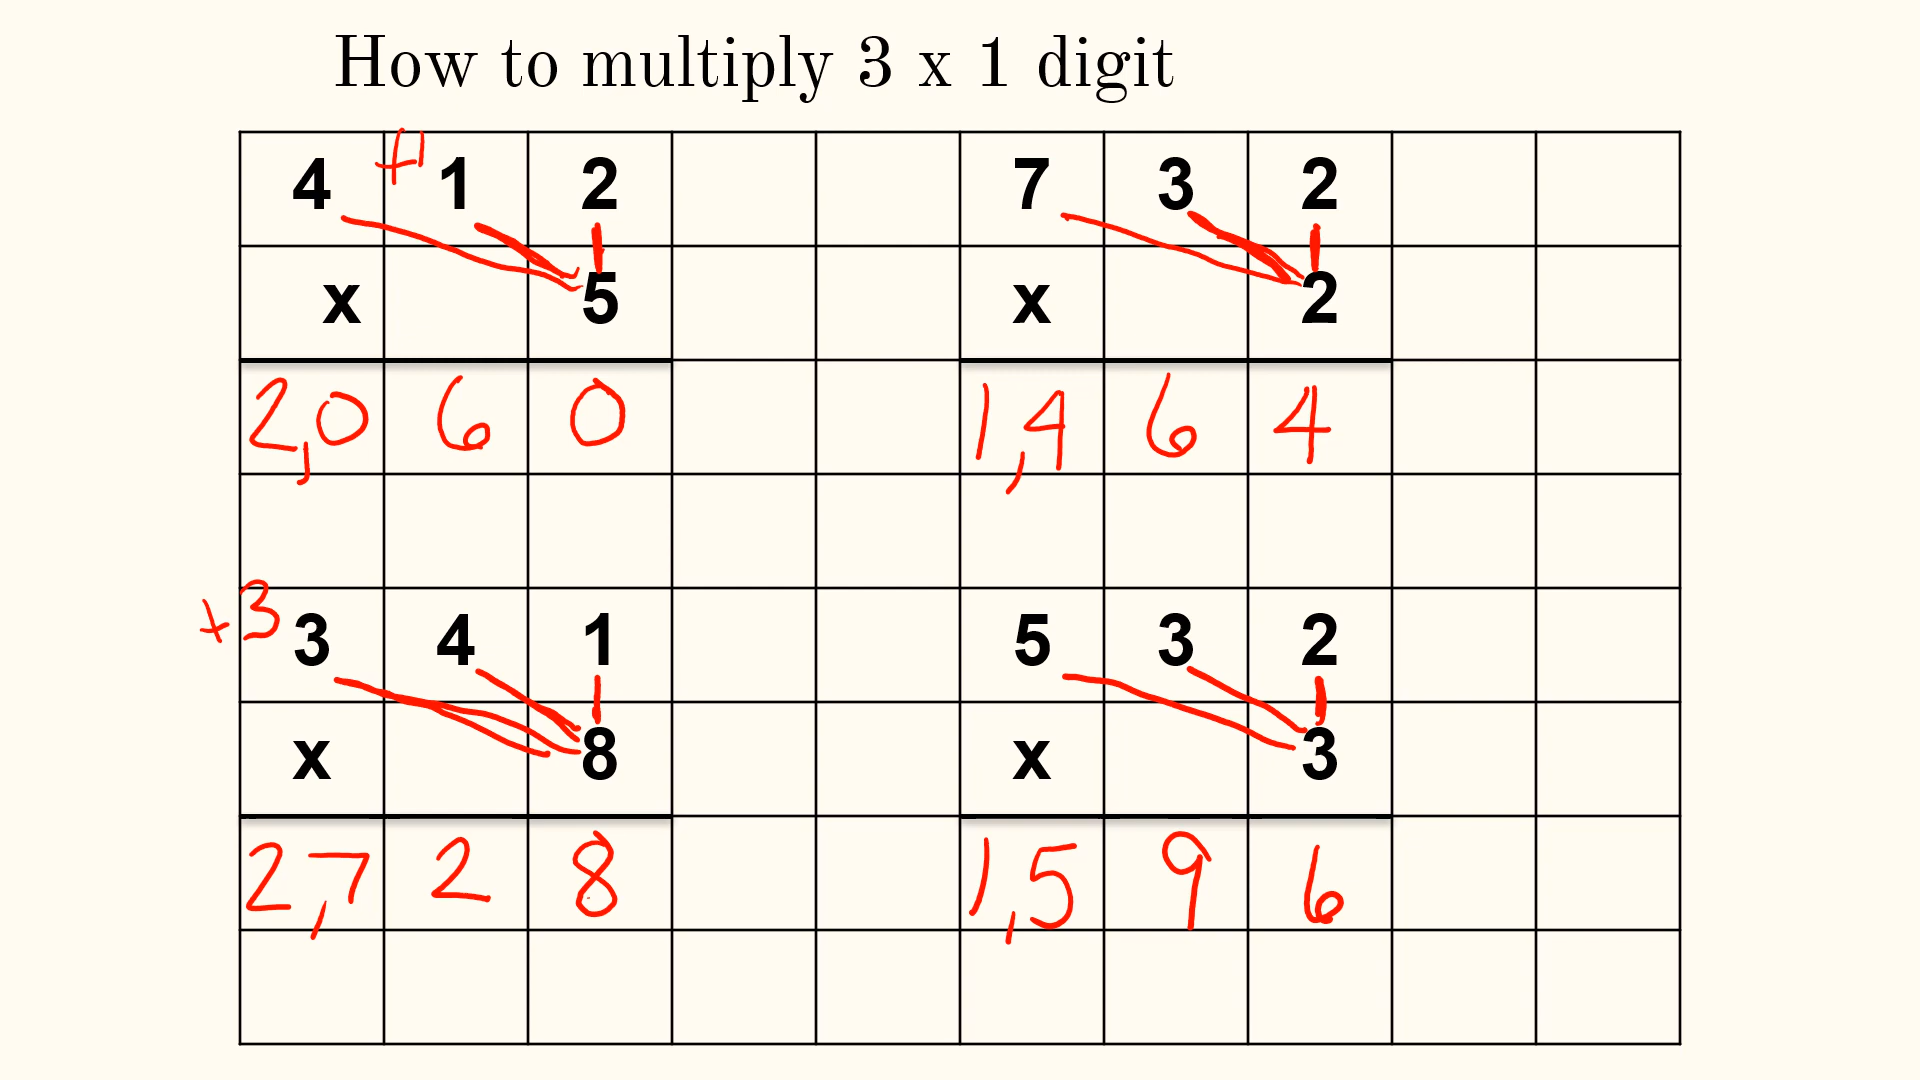 How to multiply 3 x 1 digit
4 +1 1 2
x 5
2,0 6 0
7 3 2
x 2
1,4 6 4
+3 3 4 1
x 8
2,7 2 8
5 3 2
x 3
1,5 9 6